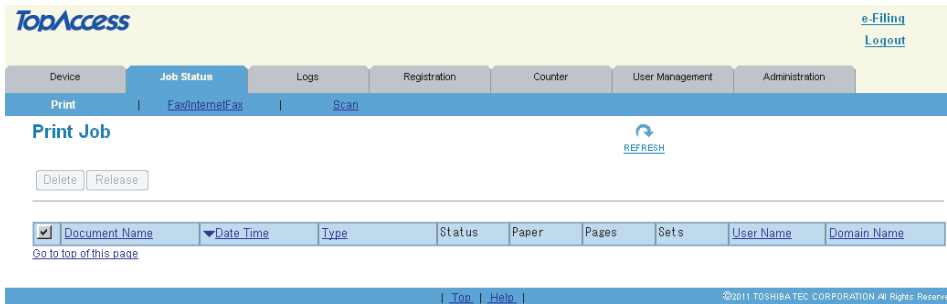 TopAccess
e-Filing
Logout
Device Job Status Logs Registration Counter User Management Administration
Print | Fax/InternetFax | Scan
Print Job
REFRESH
Delete Release
Document Name Date Time Type Status Paper Pages Sets User Name Domain Name
Go to top of this page
| Top | Help |
©2011 TOSHIBA TEC CORPORATION All Rights Reserve